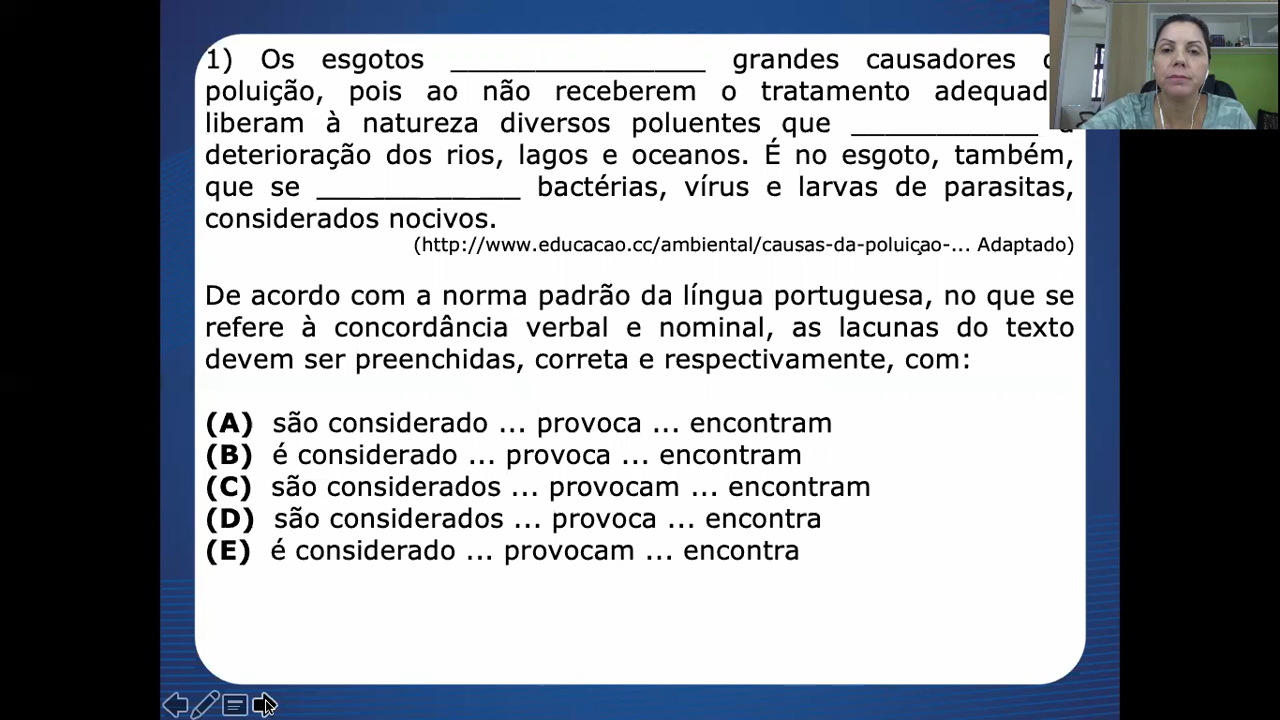 1) Os esgotos _______________ grandes causadores
poluição, pois ao não receberem o tratamento
liberam à natureza diversos poluentes que ___________
deterioração dos rios, lagos e oceanos. É no esgoto, também,
que se ____________ bactérias, vírus e larvas de parasitas,
considerados nocivos.
(http://www.educacao.cc/ambiental/causas-da-poluiçao-... Adaptado)
De acordo com a norma padrão da língua portuguesa, no que se
refere à concordância verbal e nominal, as lacunas do texto
devem ser preenchidas, correta e respectivamente, com:
(A) são considerado ... provoca ... encontram
(B) é considerado ... provoca ... encontram
(C) são considerados ... provocam ... encontram
(D) são considerados ... provoca ... encontra
(E) é considerado ... provocam ... encontra